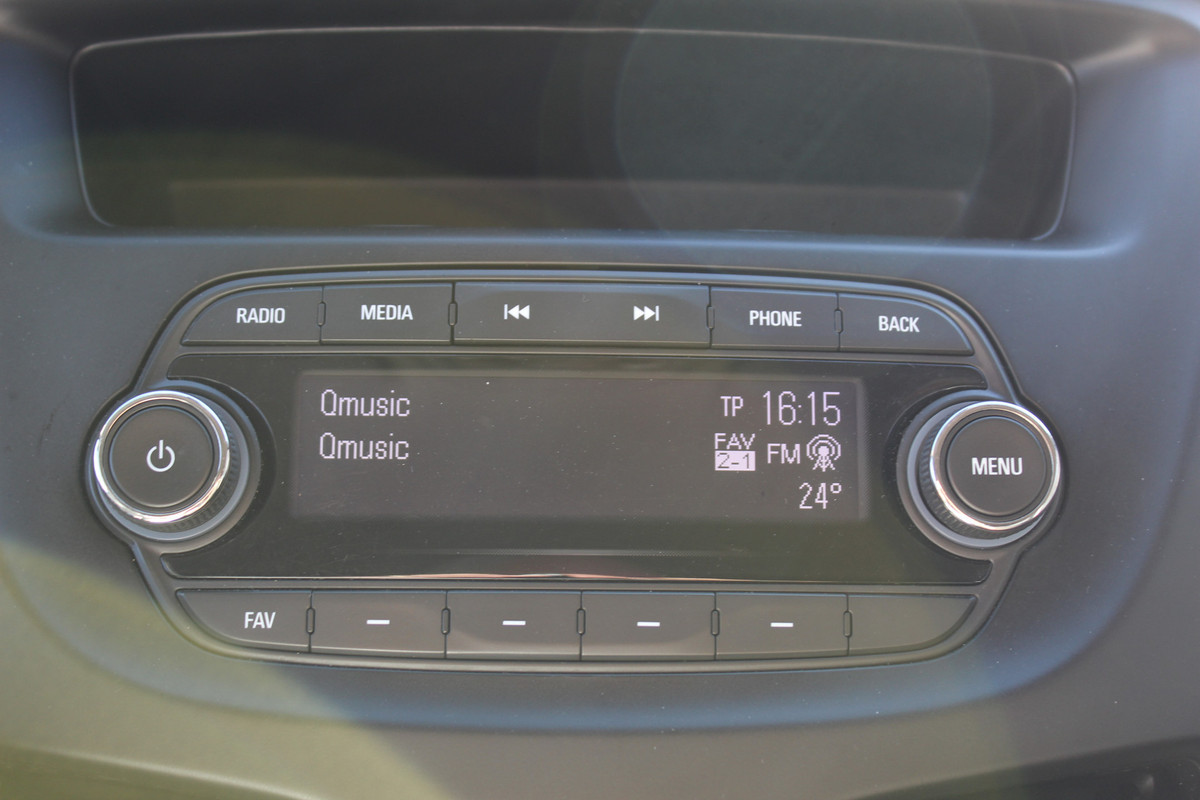 RADIO MEDIA PHONE BACK
Qmusic TP 16:15
Qmusic FAV 2-1 FM
24°
MENU
FAV